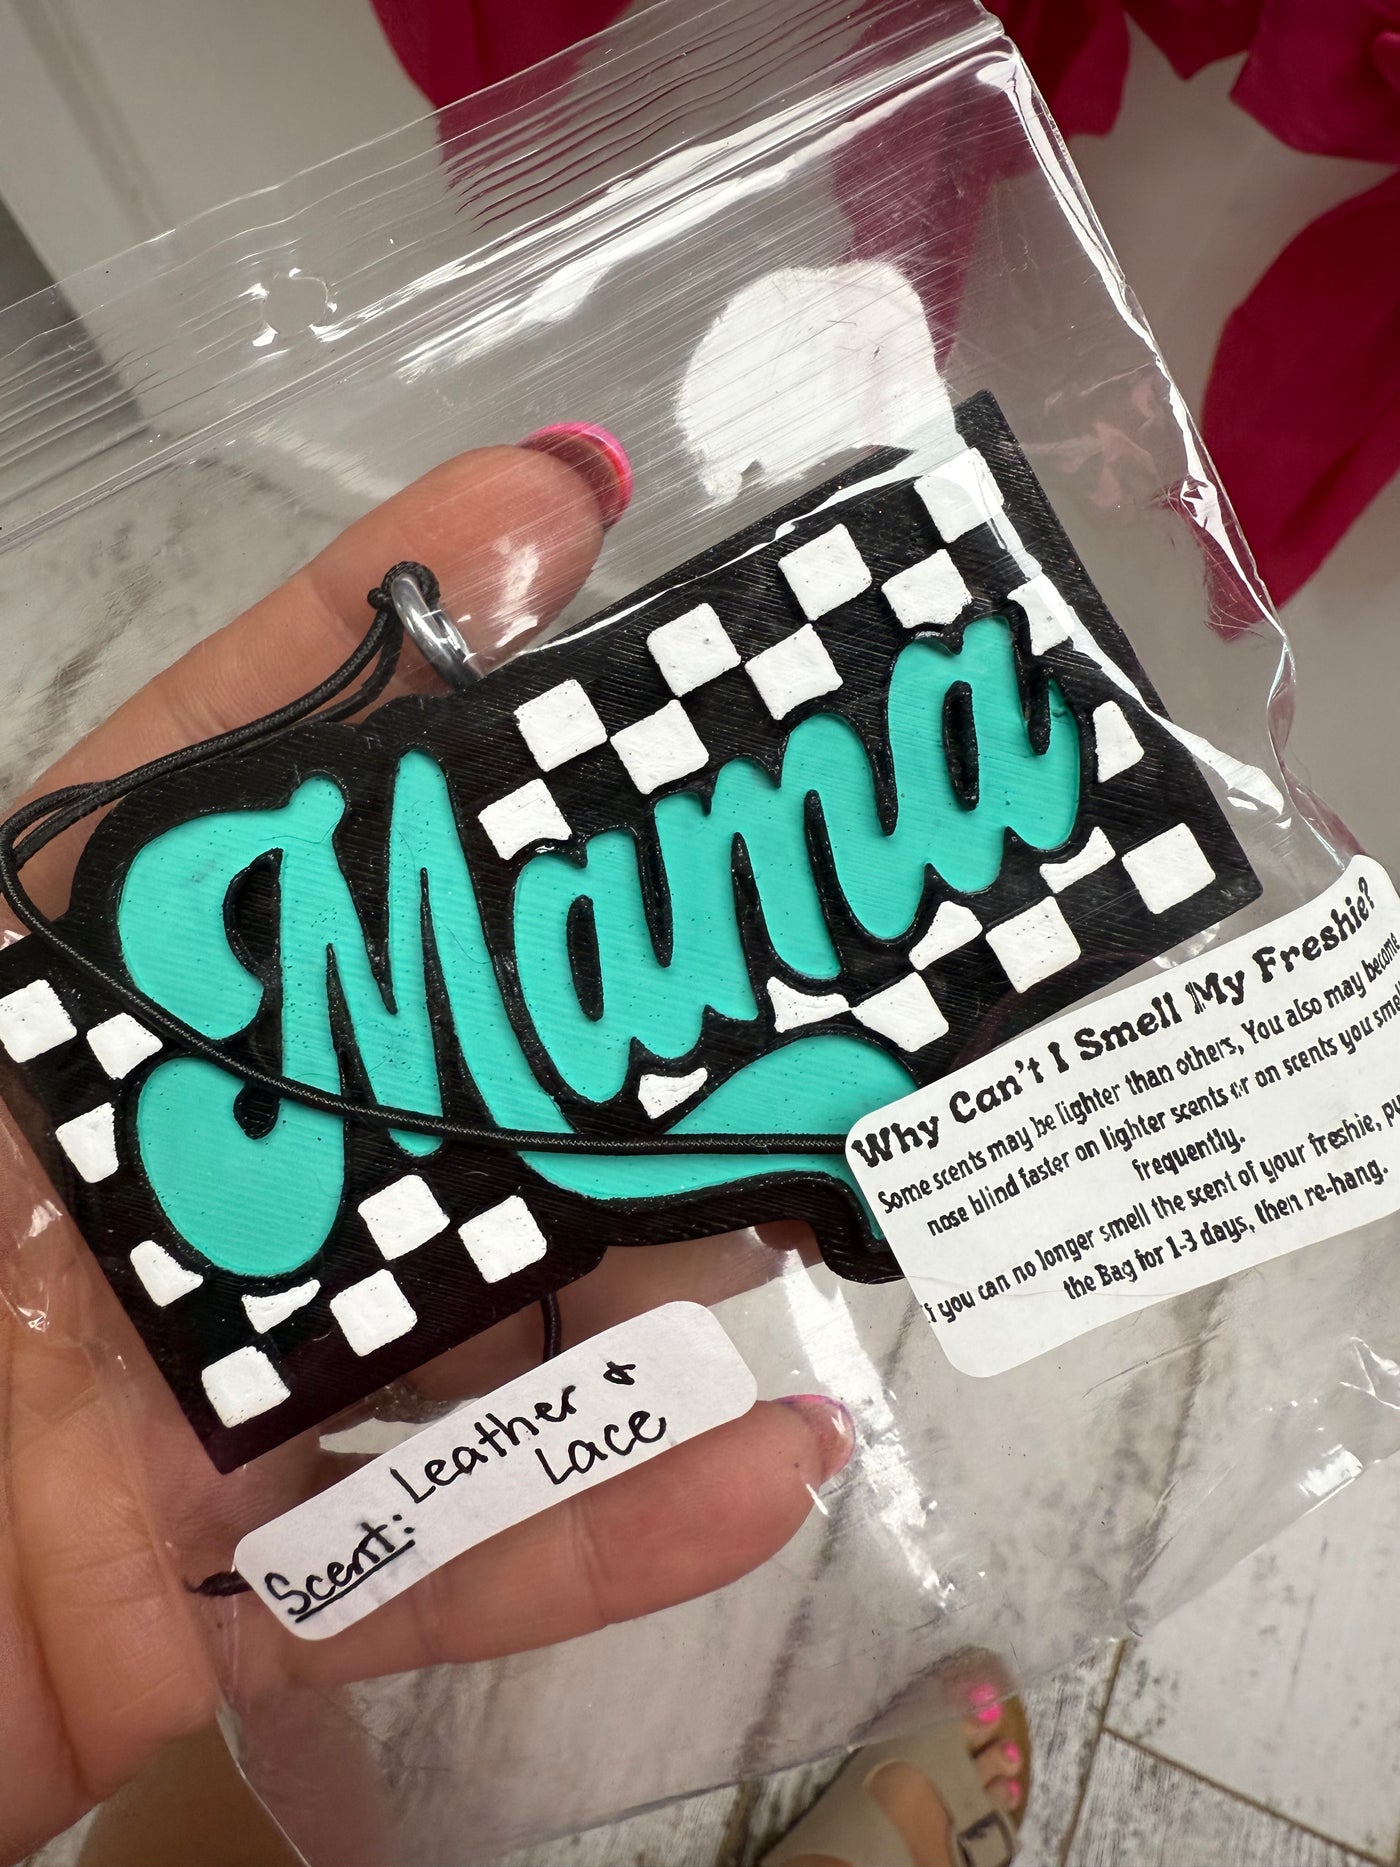 Mama
Why Can't I Smell My Freshie?
Some scents may be lighter than others, You also may become
nose blind faster on lighter scents or on scents you smell
frequently.
If you can no longer smell the scent of your freshie,
the Bag for 1-3 days, then re-hang.
Scent: Leather &
Lace